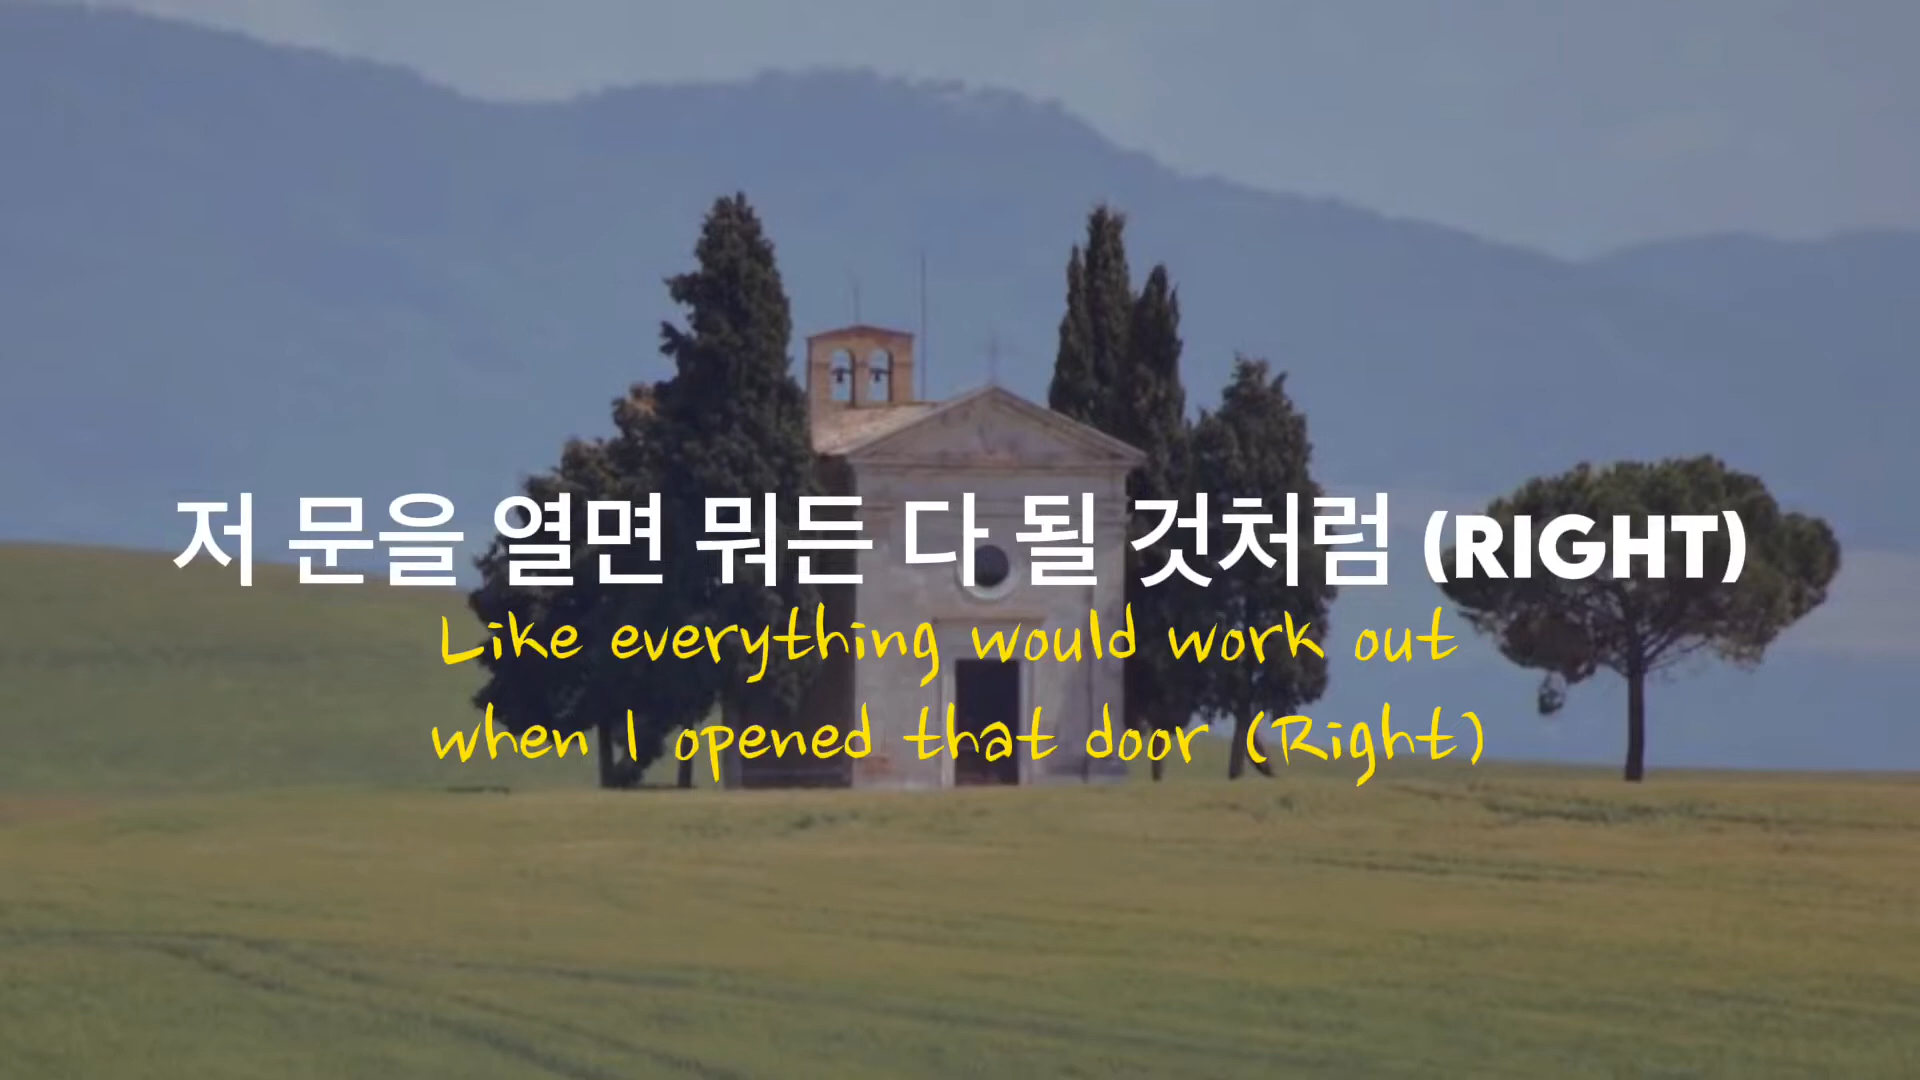 저 문을 열면 뭐든 다 될 것처럼 (RIGHT)
Like everything would work out
when I opened that door (Right)